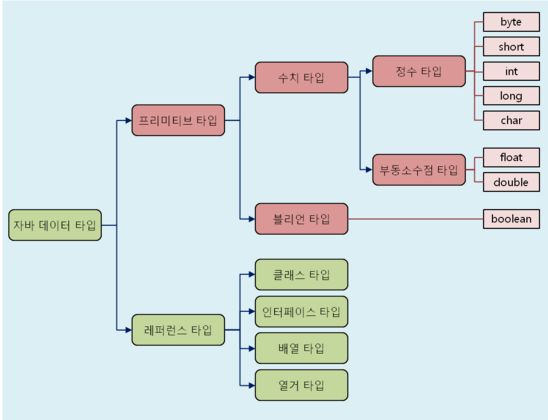 byte
short
수치 타입
정수 타입
int
long
프리미티브 타입
char
float
부동소수점 타입
double
자바 데이터 타입
불리언 타입
boolean
클래스 타입
인터페이스 타입
레퍼런스 타입
배열 타입
열거 타입